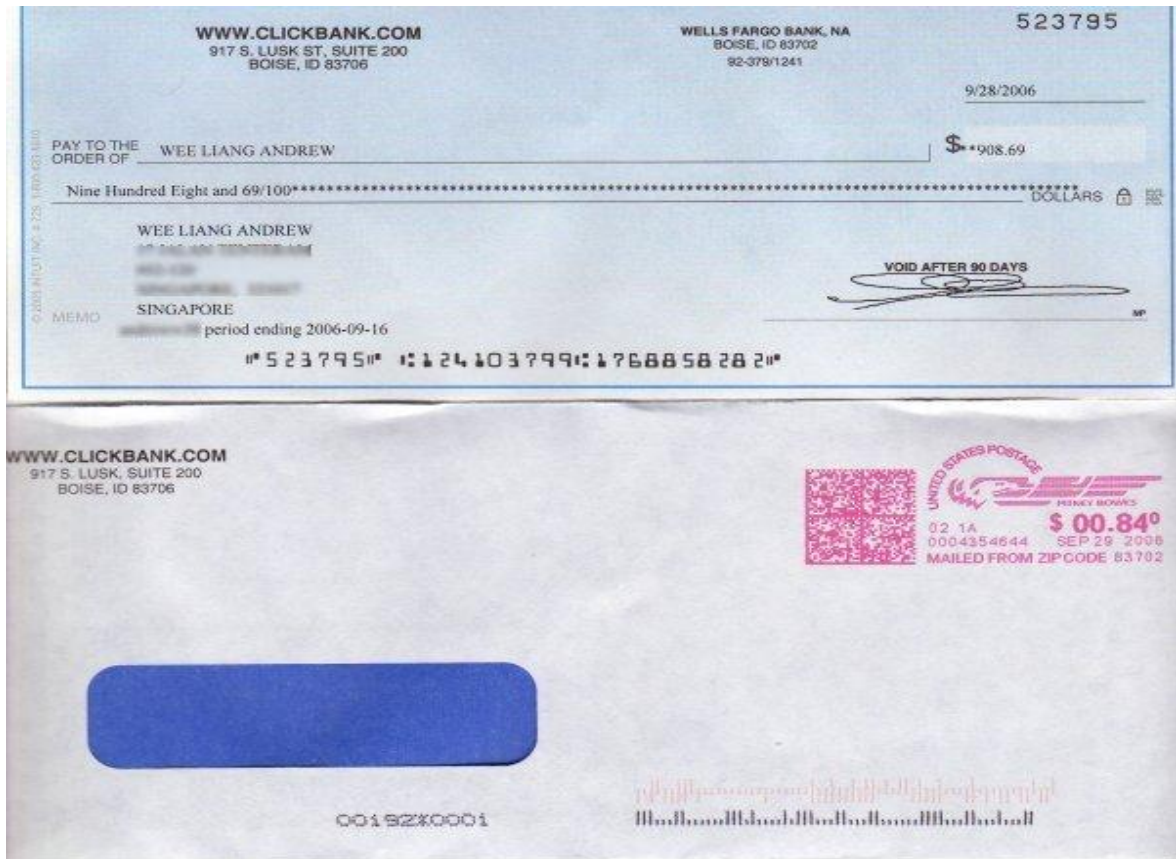 WWW.CLICKBANK.COM
917 S. LUSK ST, SUITE 200
BOISE, ID 83706
WELLS FARGO BANK, NA
BOISE, ID 83702
92-379/1241
523795
9/28/2006
PAY TO THE
ORDER OF WEE LIANG ANDREW
$**908.69
Nine Hundred Eight and 69/100****************************** DOLLARS
WEE LIANG ANDREW
SINGAPORE
VOID AFTER 90 DAYS
MP
MEMO
period ending 2006-09-16
⑈523795⑈ ⑆124103799⑆1768858282⑈
WWW.CLICKBANK.COM
917 S. LUSK, SUITE 200
BOISE, ID 83706
UNITED STATES POSTAGE
PITNEY BOWES
02 1A $ 00.84⁰
0004354644 SEP 29 2006
MAILED FROM ZIP CODE 83702
00192X0001